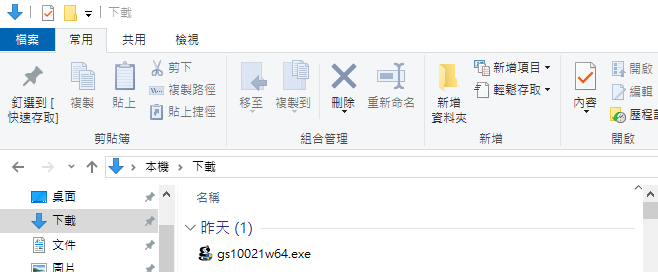 下載
檔案 常用 共用 檢視
釘選到 [
快速存取]
複製
貼上
剪下
複製路徑
貼上捷徑
剪貼簿
移至
複製到
刪除
重新命名
組合管理
新增
資料夾
新增項目
輕鬆存取
新增
內容
開啟
編輯
歷程記
開啟
本機 下載
桌面
下載
文件
圖片
名稱
昨天 (1)
gs10021w64.exe